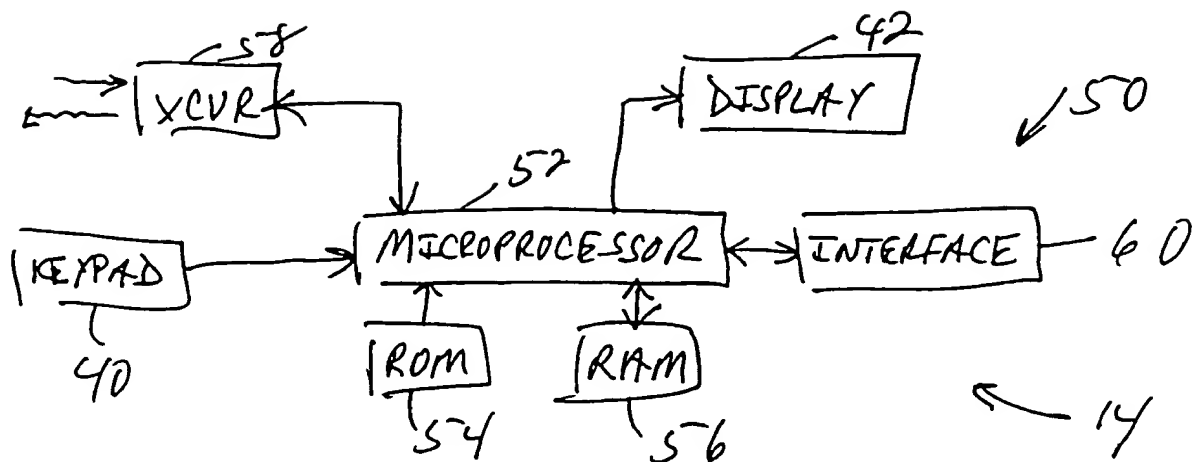 58
42
XCVR
DISPLAY
50
52
MICROPROCESSOR
INTERFACE
60
KEYPAD
40
ROM
RAM
54
56
14